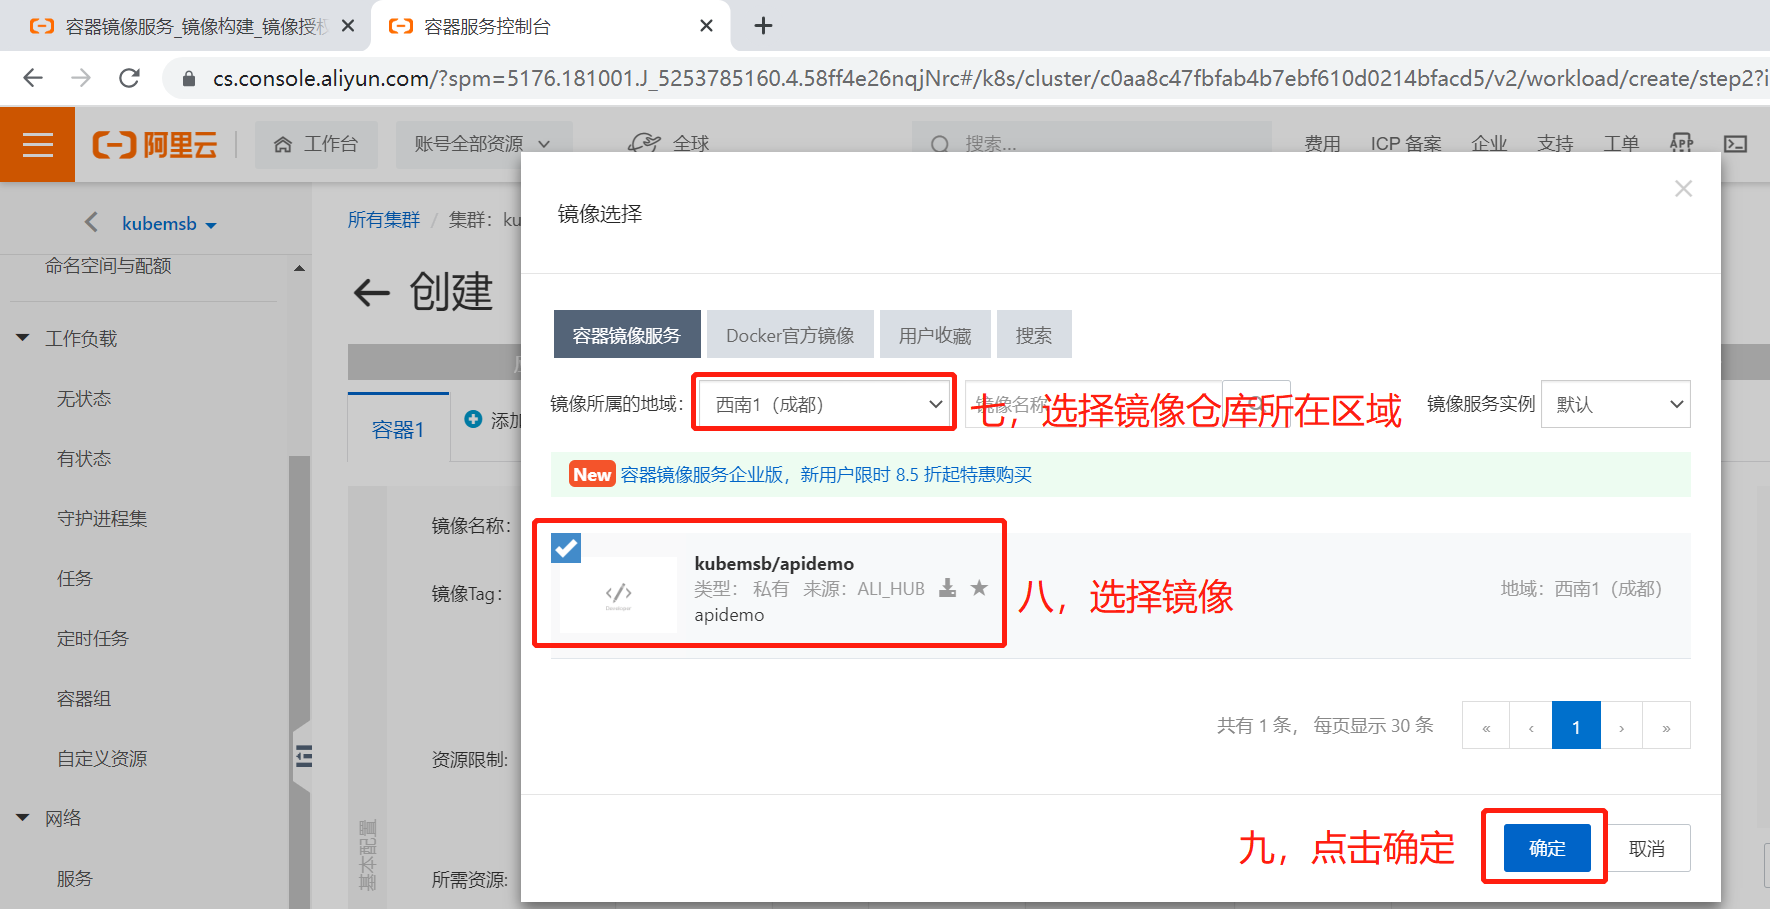 容器镜像服务_镜像构建_镜像授权
容器服务控制台
cs.console.aliyun.com/?spm=5176.181001.J_5253785160.4.58ff4e26nqjNrc#/k8s/cluster/c0aa8c47fbfab4b7ebf610d0214bfacd5/v2/workload/create/step2?i
阿里云
工作台
账号全部资源
全球
搜索...
费用
ICP 备案
企业
支持
工单
APP
kubemsb
命名空间与配额
工作负载
无状态
有状态
守护进程集
任务
定时任务
容器组
自定义资源
网络
服务
所有集群 / 集群：ku
创建
容器1
添加
基本配置
镜像名称：
镜像Tag：
资源限制：
所需资源：
镜像选择
容器镜像服务
Docker官方镜像
用户收藏
搜索
镜像所属的地域：
西南1（成都）
镜像名称
七，选择镜像仓库所在区域
镜像服务实例
默认
New 容器镜像服务企业版，新用户限时 8.5 折起特惠购买
Developer
kubemsb/apidemo
类型： 私有 来源：ALI_HUB
apidemo
八，选择镜像
地域：西南1（成都）
共有 1 条， 每页显示 30 条
« ‹ 1 › »
九，点击确定
确定
取消